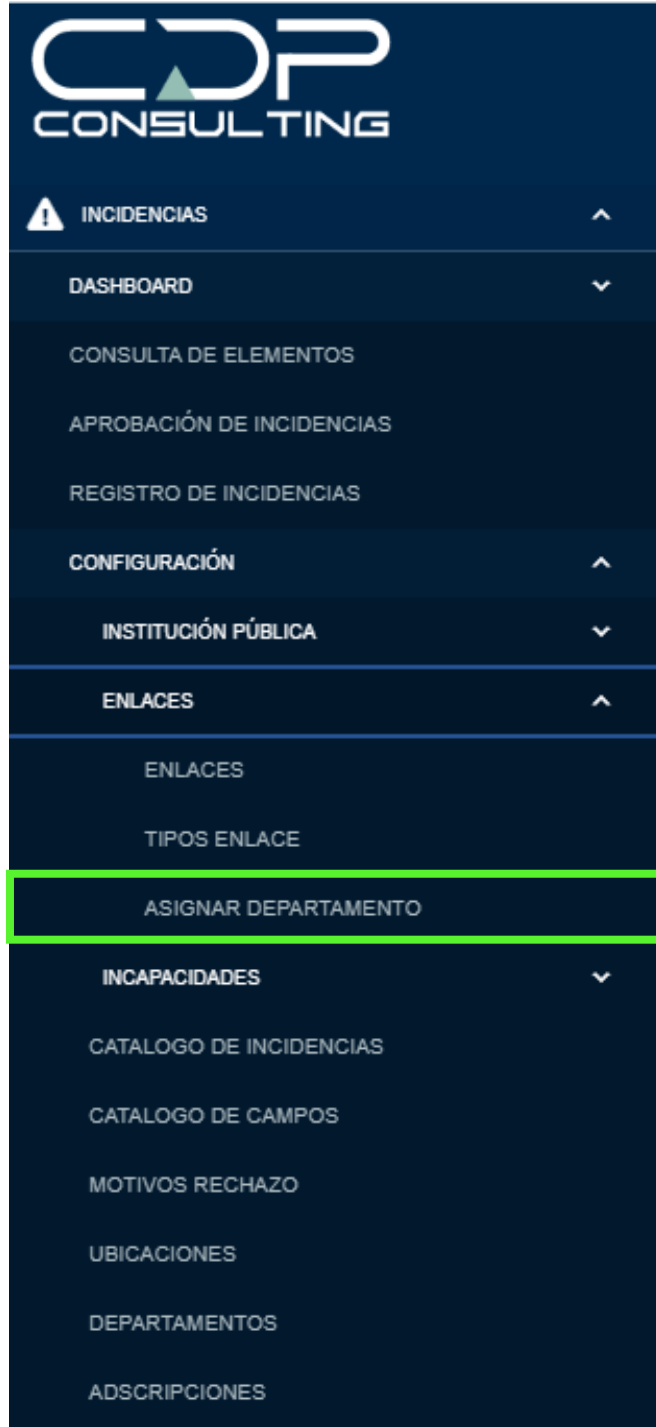 CDP
CONSULTING
INCIDENCIAS
DASHBOARD
CONSULTA DE ELEMENTOS
APROBACIÓN DE INCIDENCIAS
REGISTRO DE INCIDENCIAS
CONFIGURACIÓN
INSTITUCIÓN PÚBLICA
ENLACES
ENLACES
TIPOS ENLACE
ASIGNAR DEPARTAMENTO
INCAPACIDADES
CATALOGO DE INCIDENCIAS
CATALOGO DE CAMPOS
MOTIVOS RECHAZO
UBICACIONES
DEPARTAMENTOS
ADSCRIPCIONES